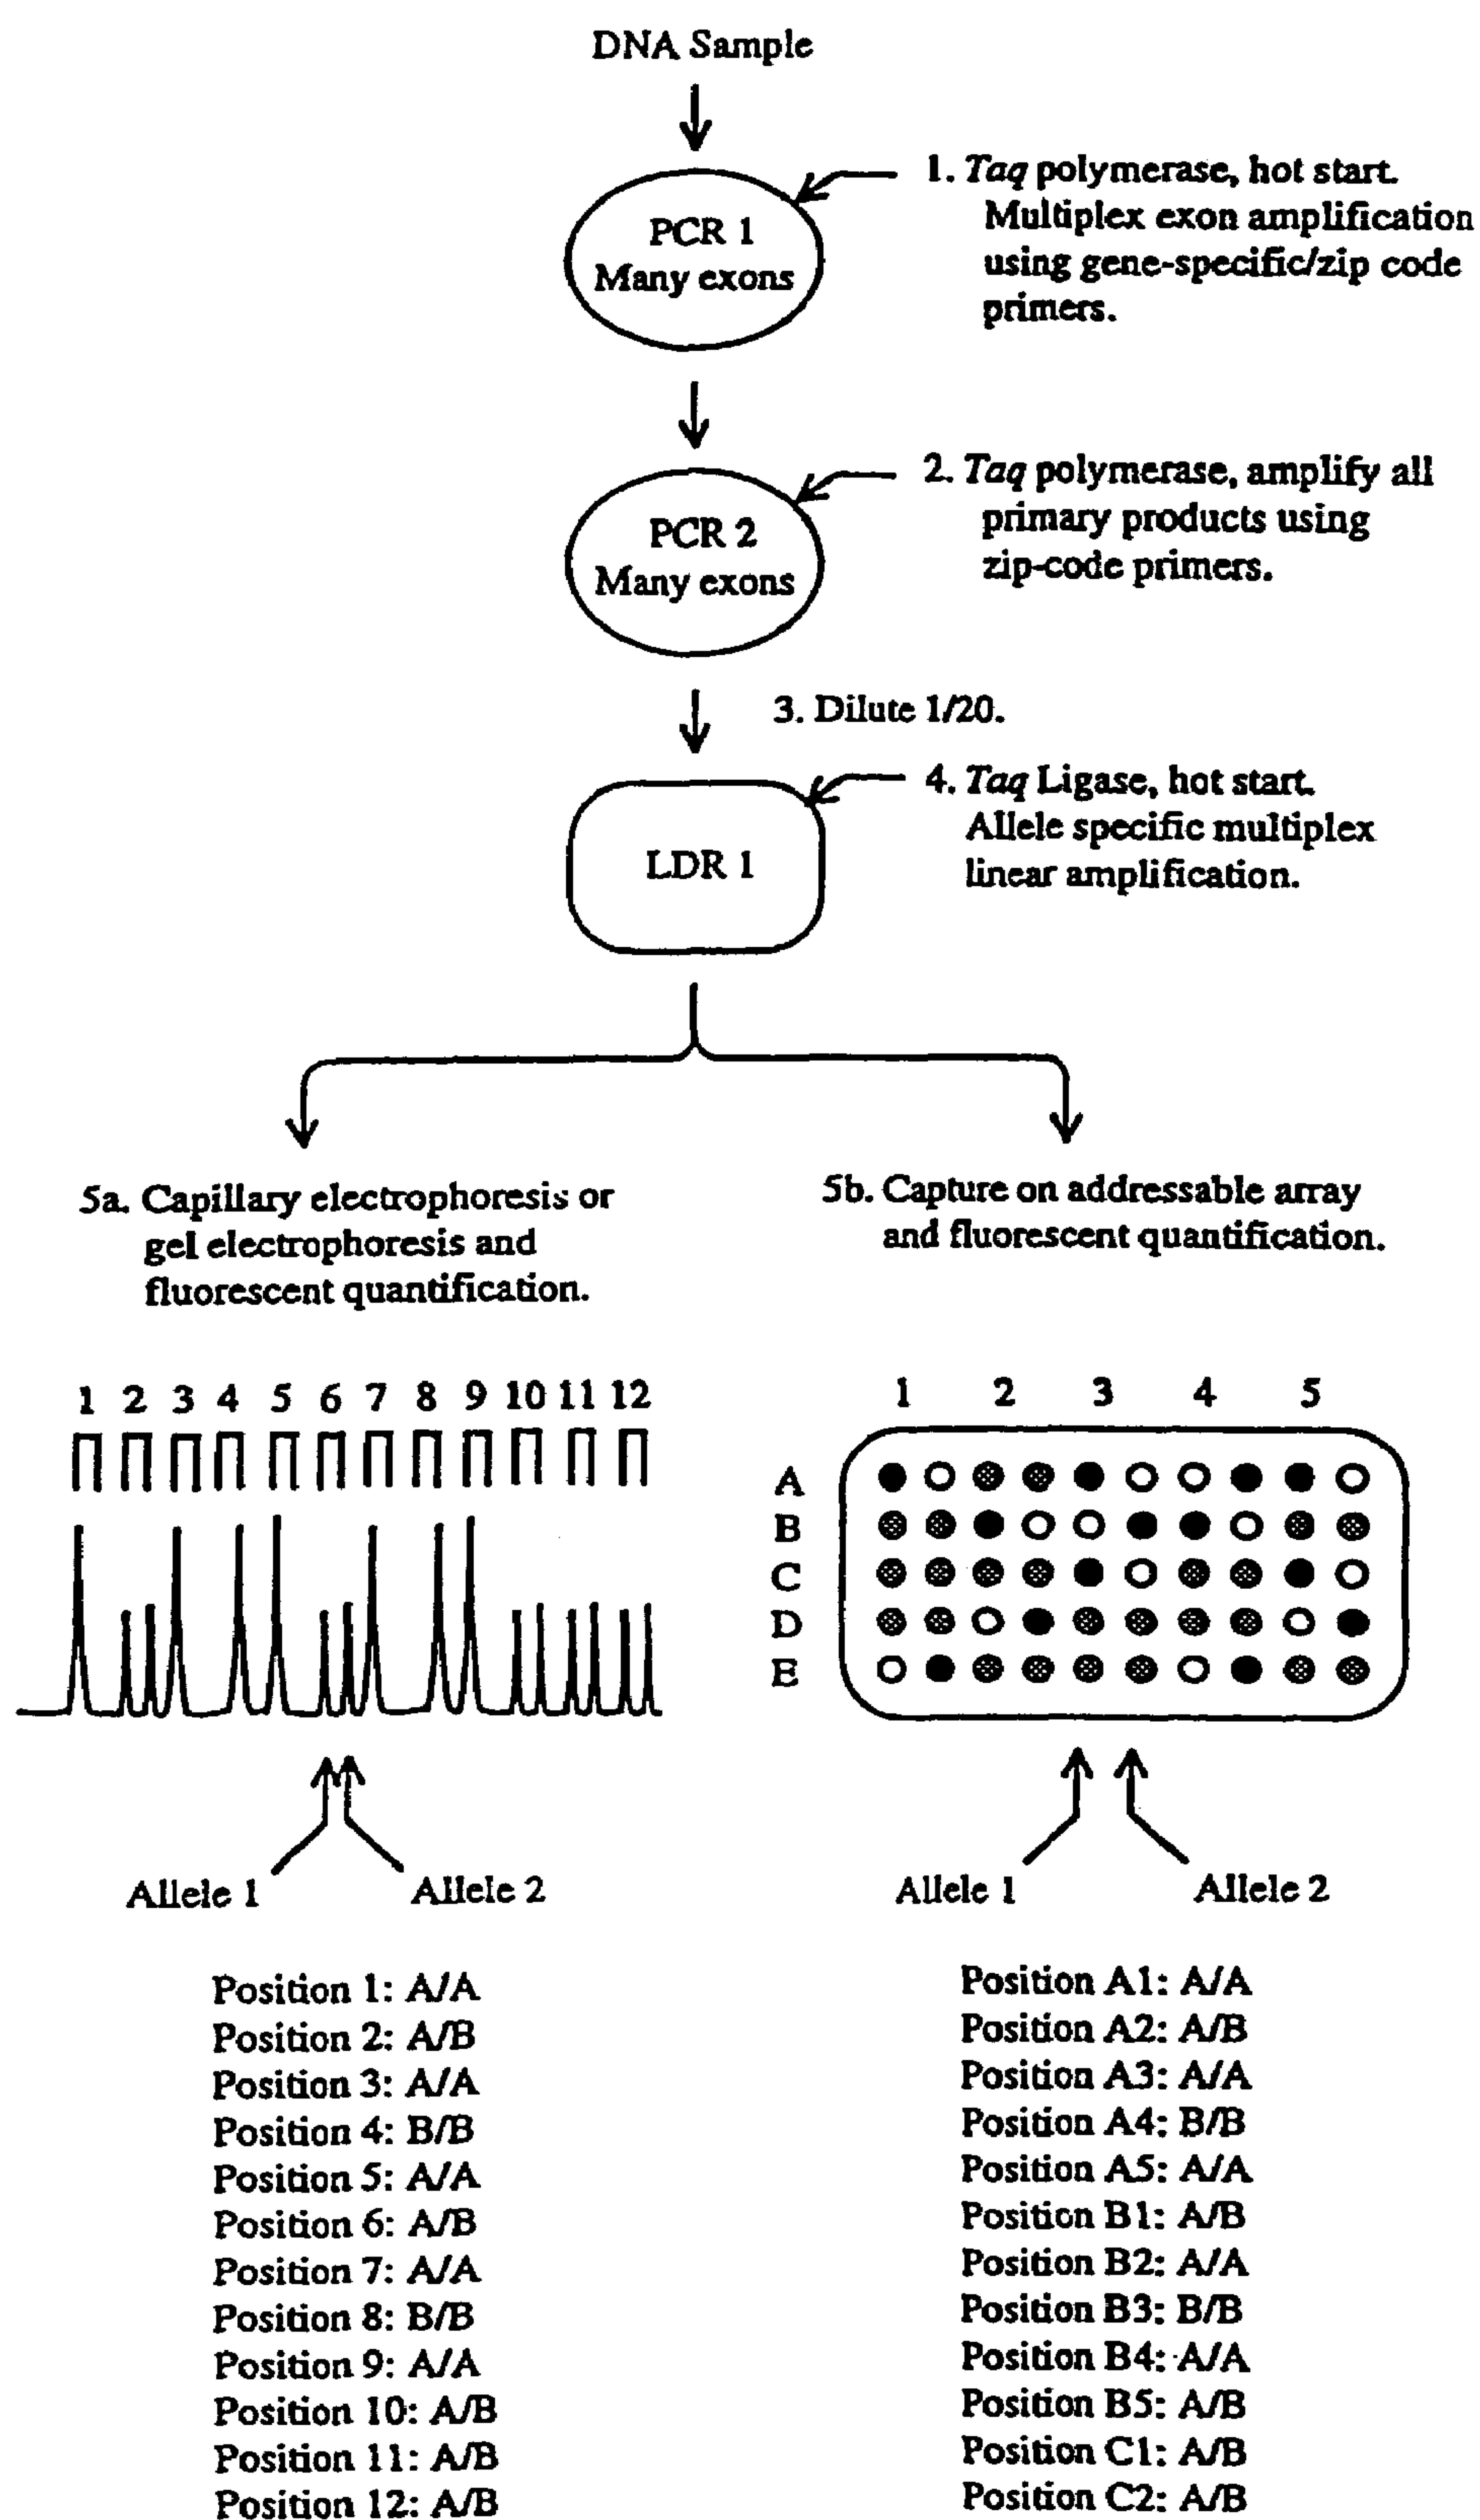 DNA Sample
PCR 1
Many exons
1. Taq polymerase, hot start.
Multiplex exon amplification
using gene-specific/zip code
primers.
PCR 2
Many exons
2. Taq polymerase, amplify all
primary products using
zip-code primers.
3. Dilute 1/20.
LDR 1
4. Taq Ligase, hot start.
Allele specific multiplex
linear amplification.
5a. Capillary electrophoresis or
gel electrophoresis and
fluorescent quantification.
5b. Capture on addressable array
and fluorescent quantification.
1 2 3 4 5 6 7 8 9 10 11 12
1 2 3 4 5
A
B
C
D
E
Allele 1
Allele 2
Allele 1
Allele 2
Position 1: A/A
Position 2: A/B
Position 3: A/A
Position 4: B/B
Position 5: A/A
Position 6: A/B
Position 7: A/A
Position 8: B/B
Position 9: A/A
Position 10: A/B
Position 11: A/B
Position 12: A/B
Position A1: A/A
Position A2: A/B
Position A3: A/A
Position A4: B/B
Position A5: A/A
Position B1: A/B
Position B2: A/A
Position B3: B/B
Position B4: A/A
Position B5: A/B
Position C1: A/B
Position C2: A/B